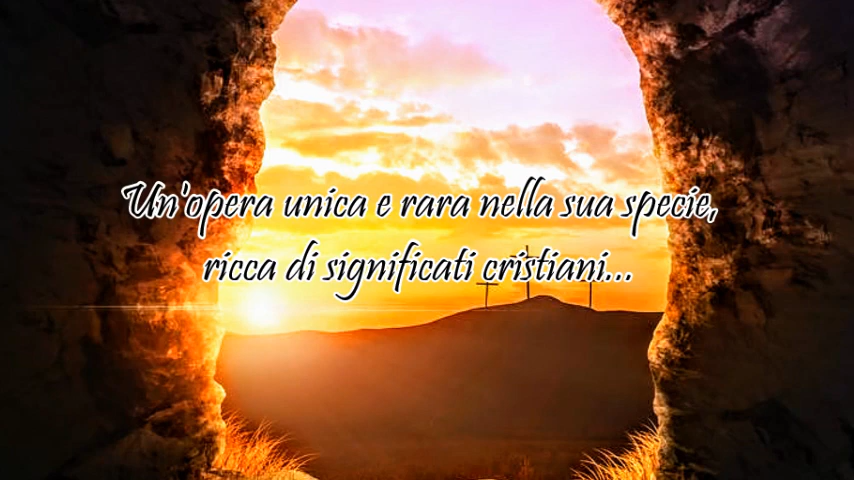 Un'opera unica e rara nella sua specie,
ricca di significati cristiani...